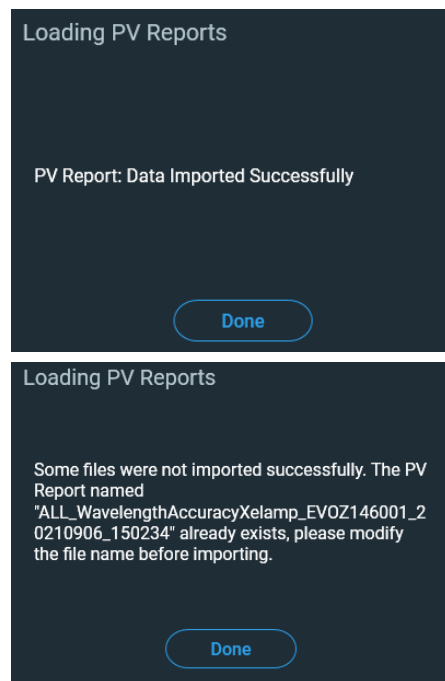 Loading PV Reports
PV Report: Data Imported Successfully
Done
Loading PV Reports
Some files were not imported successfully. The PV
Report named
"ALL_WavelengthAccuracyXelamp_EVOZ146001_2
0210906_150234" already exists, please modify
the file name before importing.
Done